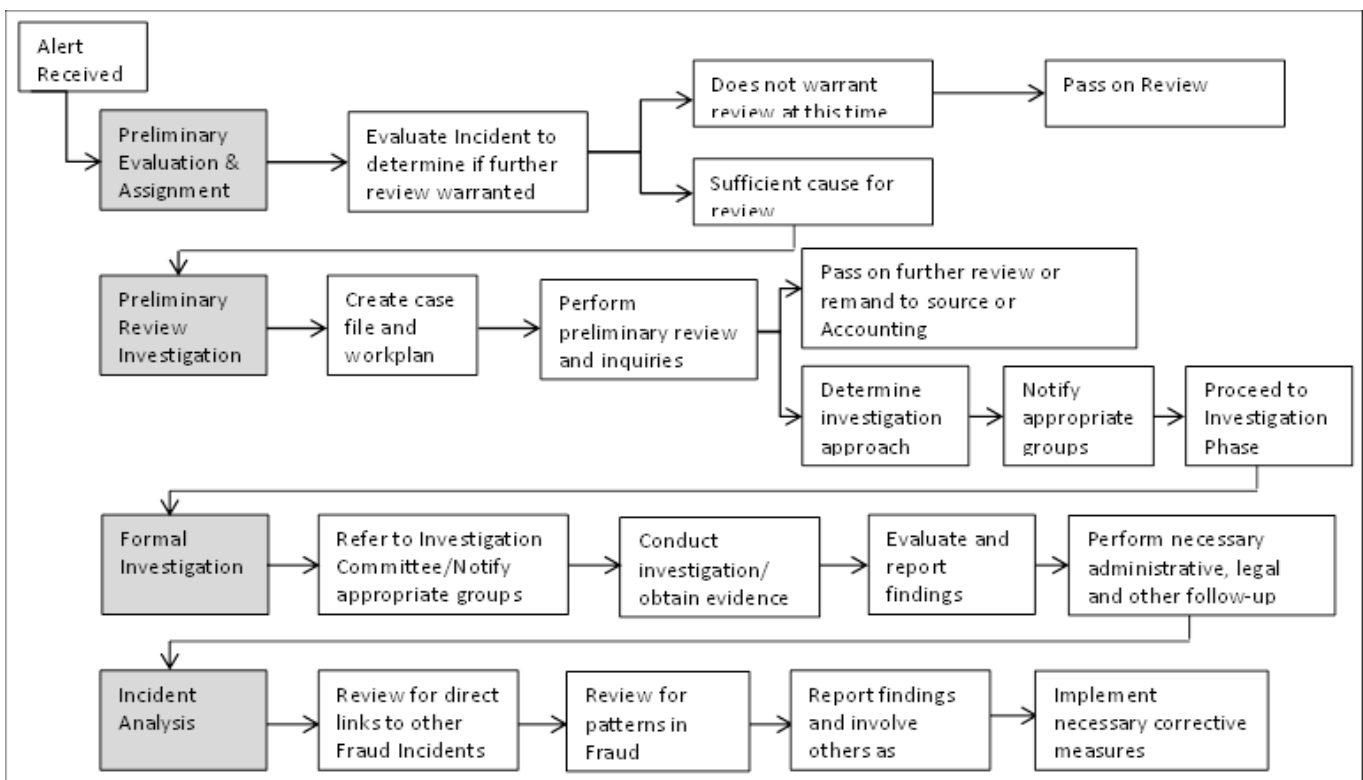 Alert
Received
Does not warrant
review at this time
Pass on Review
Preliminary
Evaluation &
Assignment
Evaluate Incident to
determine if further
review warranted
Sufficient cause for
review
Preliminary
Review
Investigation
Create case
file and
workplan
Perform
preliminary review
and inquiries
Pass on further review or
remand to source or
Accounting
Determine
investigation
approach
Notify
appropriate
groups
Proceed to
Investigation
Phase
Formal
Investigation
Refer to Investigation
Committee/Notify
appropriate groups
Conduct
investigation/
obtain evidence
Evaluate and
report
findings
Perform necessary
administrative, legal
and other follow-up
Incident
Analysis
Review for direct
links to other
Fraud Incidents
Review for
patterns in
Fraud
Report findings
and involve
others as
Implement
necessary corrective
measures